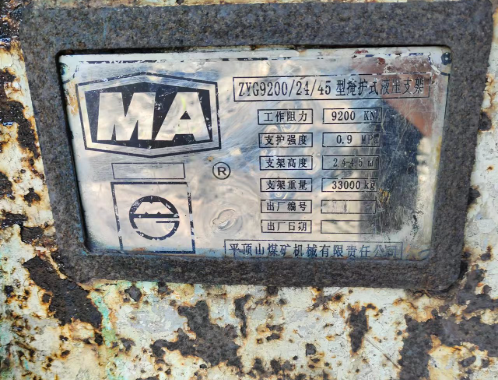 MA
®
ZYG9200/24/45 型掩护式液压支架
工作阻力 9200 KN
支护强度 0.9 MPa
支架高度
支架重量 33000kg
出厂编号
出厂日期
平顶山煤矿机械有限责任公司